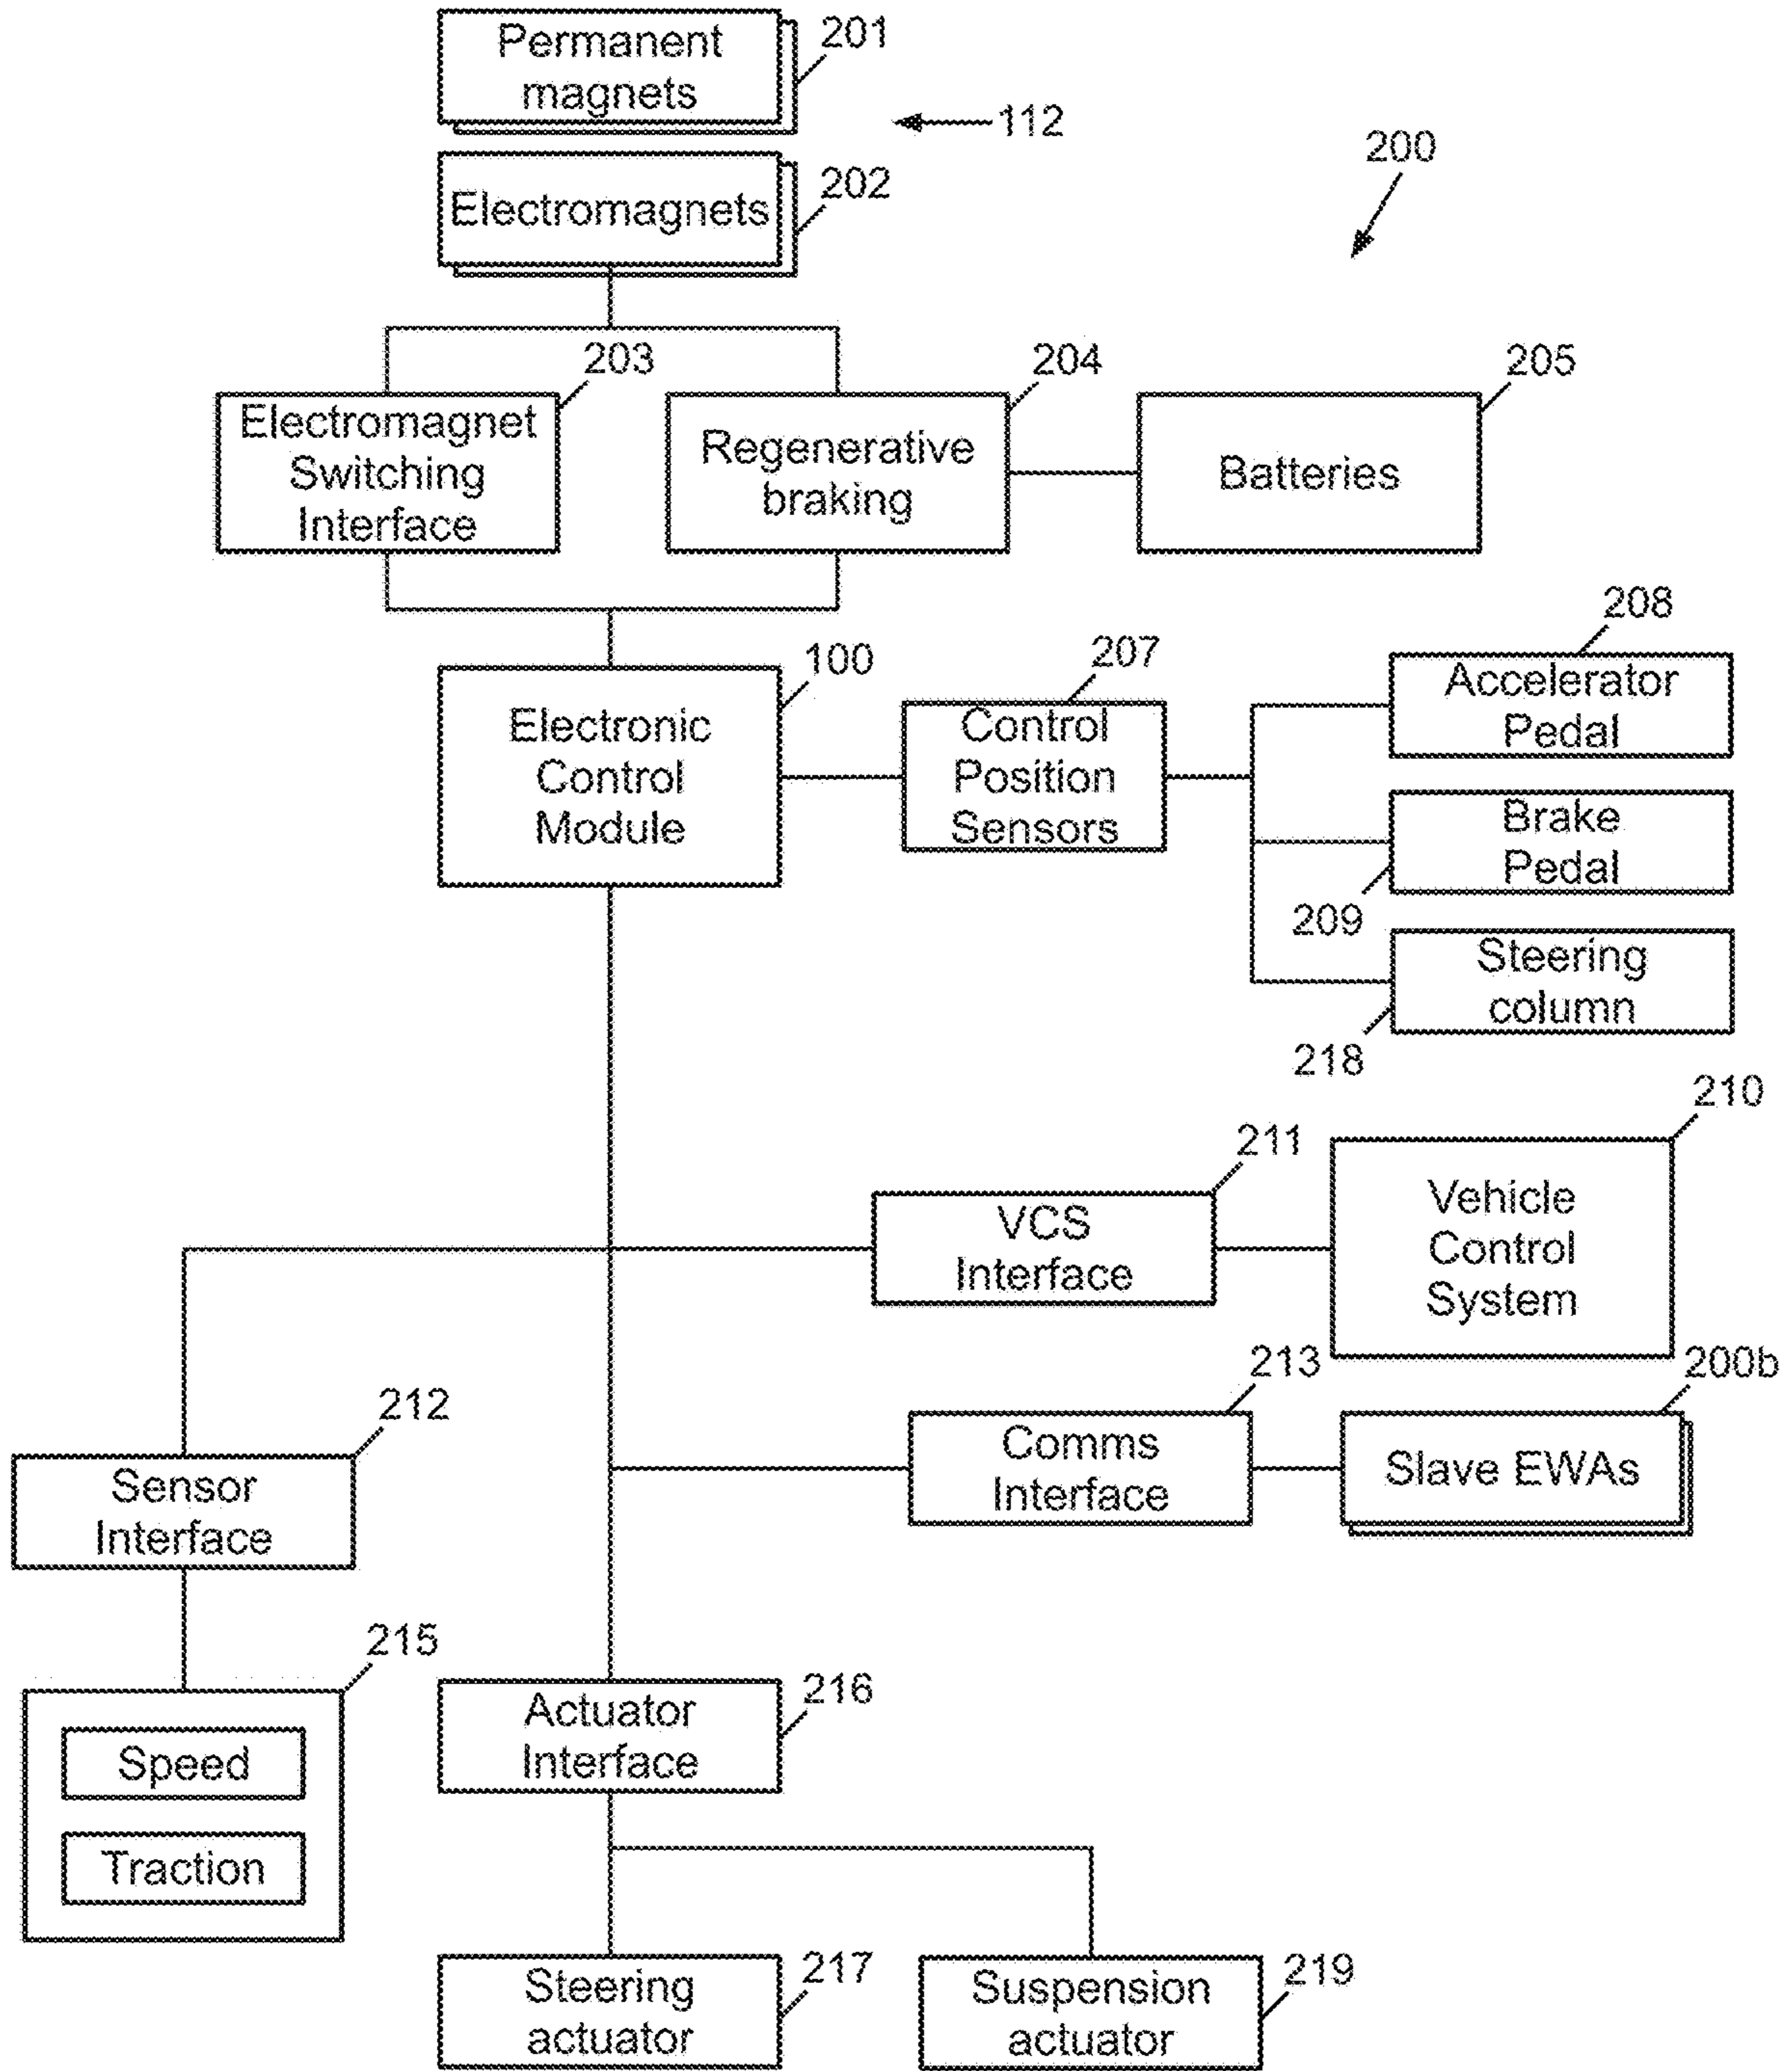 Permanent
magnets
201
112
200
Electromagnets
202
203
204
205
Electromagnet
Switching
Interface
Regenerative
braking
Batteries
100
Electronic
Control
Module
207
Control
Position
Sensors
208
Accelerator
Pedal
Brake
Pedal
209
Steering
column
218
210
211
VCS
Interface
Vehicle
Control
System
213
200b
Comms
Interface
Slave EWAs
212
Sensor
Interface
215
Speed
Traction
216
Actuator
Interface
217
Steering
actuator
219
Suspension
actuator